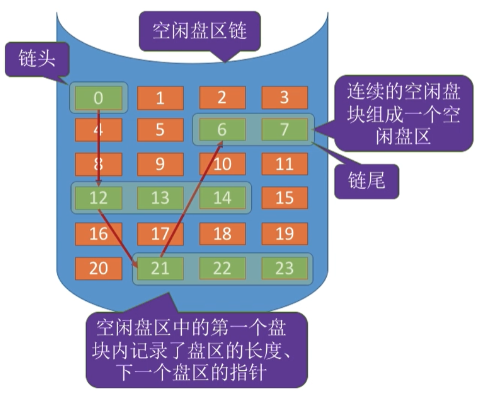 空闲盘区链
链头
0 1 2 3
4 5 6 7
8 9 10 11
12 13 14 15
16 17 18 19
20 21 22 23
连续的空闲盘
块组成一个空
闲盘区
链尾
空闲盘区中的第一个盘
块内记录了盘区的长度、
下一个盘区的指针